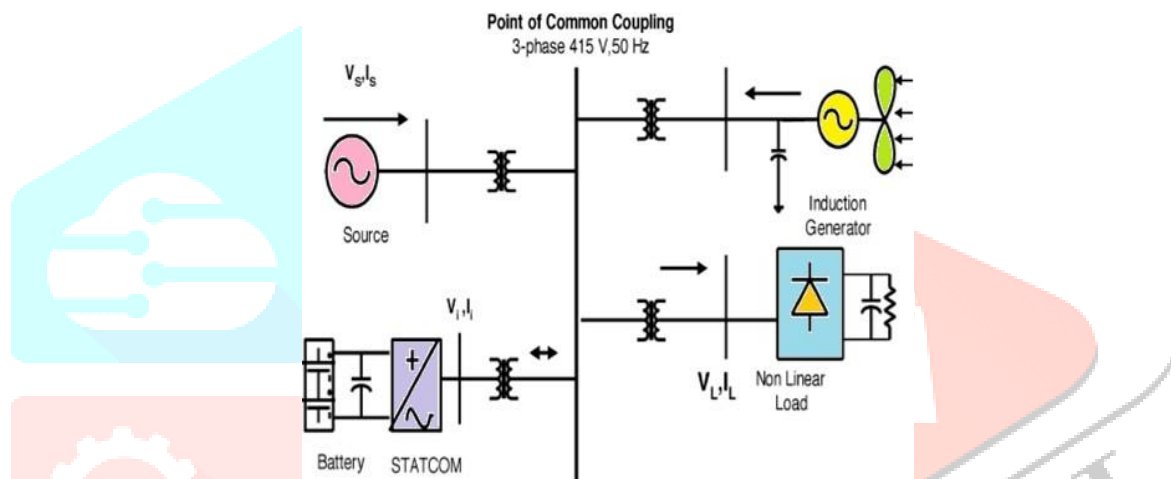 Point of Common Coupling
3-phase 415 V,50 Hz
Vs,Is
Source
Induction
Generator
Vi,Ii
VL,IL
Non Linear
Load
Battery
STATCOM